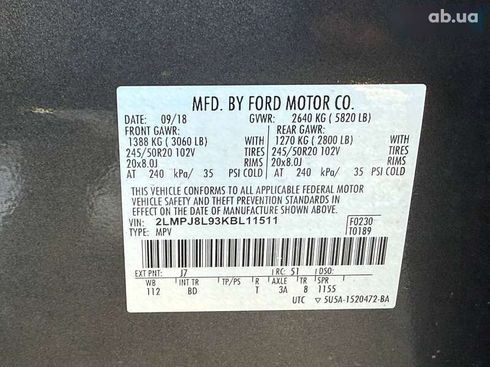 ab.ua
MFD. BY FORD MOTOR CO.
DATE: 09/18 GVWR: 2640 KG ( 5820 LB)
FRONT GAWR: REAR GAWR:
1388 KG ( 3060 LB) WITH 1270 KG ( 2800 LB) WITH
245/50R20 102V TIRES 245/50R20 102V TIRES
20x8.0J RIMS 20x8.0J RIMS
AT 240 kPa/ 35 PSI COLD AT 240 kPa/ 35 PSI COLD
THIS VEHICLE CONFORMS TO ALL APPLICABLE FEDERAL MOTOR
VEHICLE SAFETY AND THEFT PREVENTION STANDARDS IN
EFFECT ON THE DATE OF MANUFACTURE SHOWN ABOVE.
VIN: 2LMPJ8L93KBL11511 F0230
TYPE: MPV T0189
EXT PNT: J7 RC: 51 DSO:
WB INT TR TP/PS R AXLE TR SPR
112 BD T 3A 8 1155
UTC 5U5A-1520472-BA